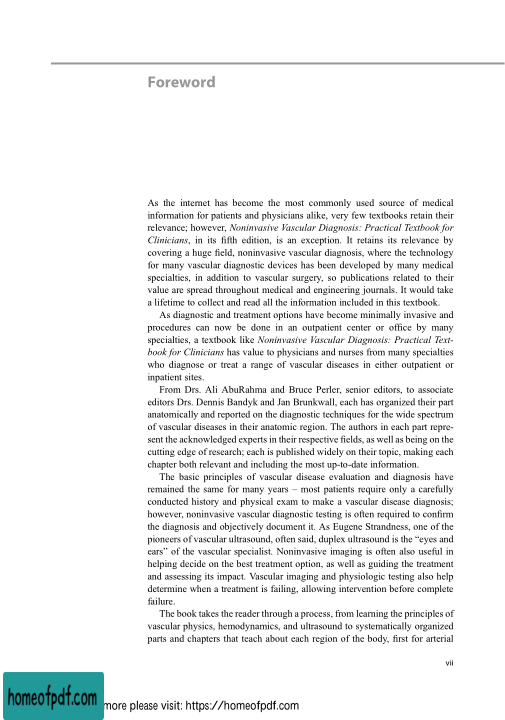 Foreword
As the internet has become the most commonly used source of medical
information for patients and physicians alike, very few textbooks retain their
relevance; however, Noninvasive Vascular Diagnosis: Practical Textbook for
Clinicians, in its fifth edition, is an exception. It retains its relevance by
covering a huge field, noninvasive vascular diagnosis, where the technology
for many vascular diagnostic devices has been developed by many medical
specialties, in addition to vascular surgery, so publications related to their
value are spread throughout medical and engineering journals. It would take
a lifetime to collect and read all the information included in this textbook.
As diagnostic and treatment options have become minimally invasive and
procedures can now be done in an outpatient center or office by many
specialties, a textbook like Noninvasive Vascular Diagnosis: Practical Text-
book for Clinicians has value to physicians and nurses from many specialties
who diagnose or treat a range of vascular diseases in either outpatient or
inpatient sites.
From Drs. Ali AbuRahma and Bruce Perler, senior editors, to associate
editors Drs. Dennis Bandyk and Jan Brunkwall, each has organized their part
anatomically and reported on the diagnostic techniques for the wide spectrum
of vascular diseases in their anatomic region. The authors in each part repre-
sent the acknowledged experts in their respective fields, as well as being on the
cutting edge of research; each is published widely on their topic, making each
chapter both relevant and including the most up-to-date information.
The basic principles of vascular disease evaluation and diagnosis have
remained the same for many years – most patients require only a carefully
conducted history and physical exam to make a vascular disease diagnosis;
however, noninvasive vascular diagnostic testing is often required to confirm
the diagnosis and objectively document it. As Eugene Strandness, one of the
pioneers of vascular ultrasound, often said, duplex ultrasound is the “eyes and
ears” of the vascular specialist. Noninvasive imaging is often also useful in
helping decide on the best treatment option, as well as guiding the treatment
and assessing its impact. Vascular imaging and physiologic testing also help
determine when a treatment is failing, allowing intervention before complete
failure.
The book takes the reader through a process, from learning the principles of
vascular physics, hemodynamics, and ultrasound to systematically organized
parts and chapters that teach about each region of the body, first for arterial
vii
homeofpdf.com
more please visit: https://homeofpdf.com